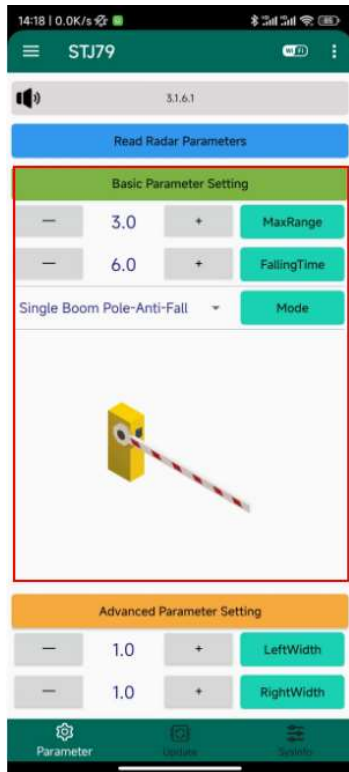 14:18 | 0.0K/s
STJ79
3.1.6.1
Read Radar Parameters
Basic Parameter Setting
— 3.0 + MaxRange
— 6.0 + FallingTime
Single Boom Pole-Anti-Fall Mode
Advanced Parameter Setting
— 1.0 + LeftWidth
— 1.0 + RightWidth
Parameter Update SysInfo